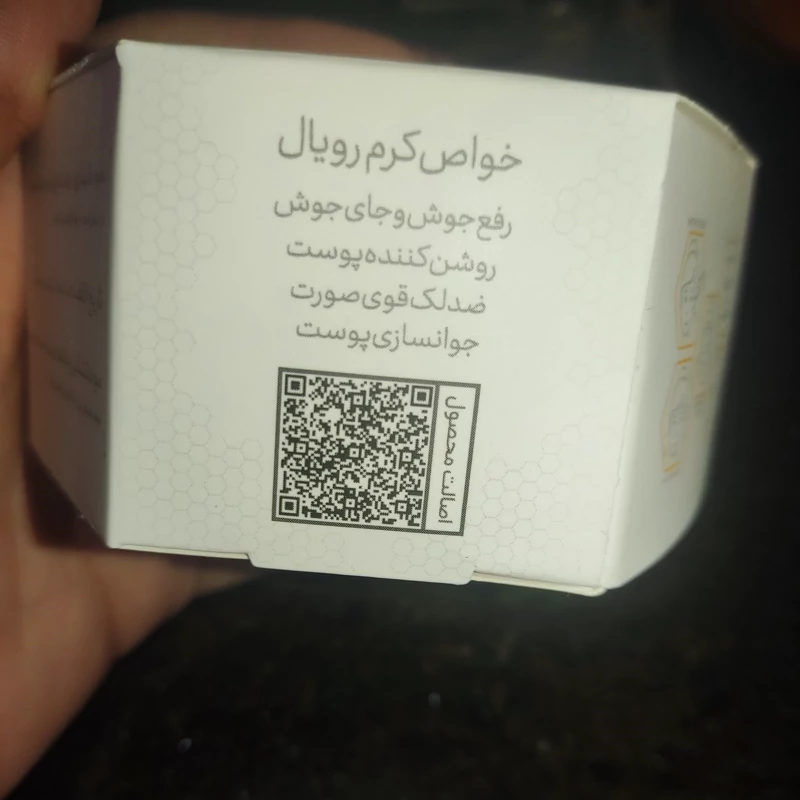 خواص کرم رویال
رفع جوش و جای جوش
روشن کننده پوست
ضدلک قوی صورت
جوانسازی پوست
اصالت محصول